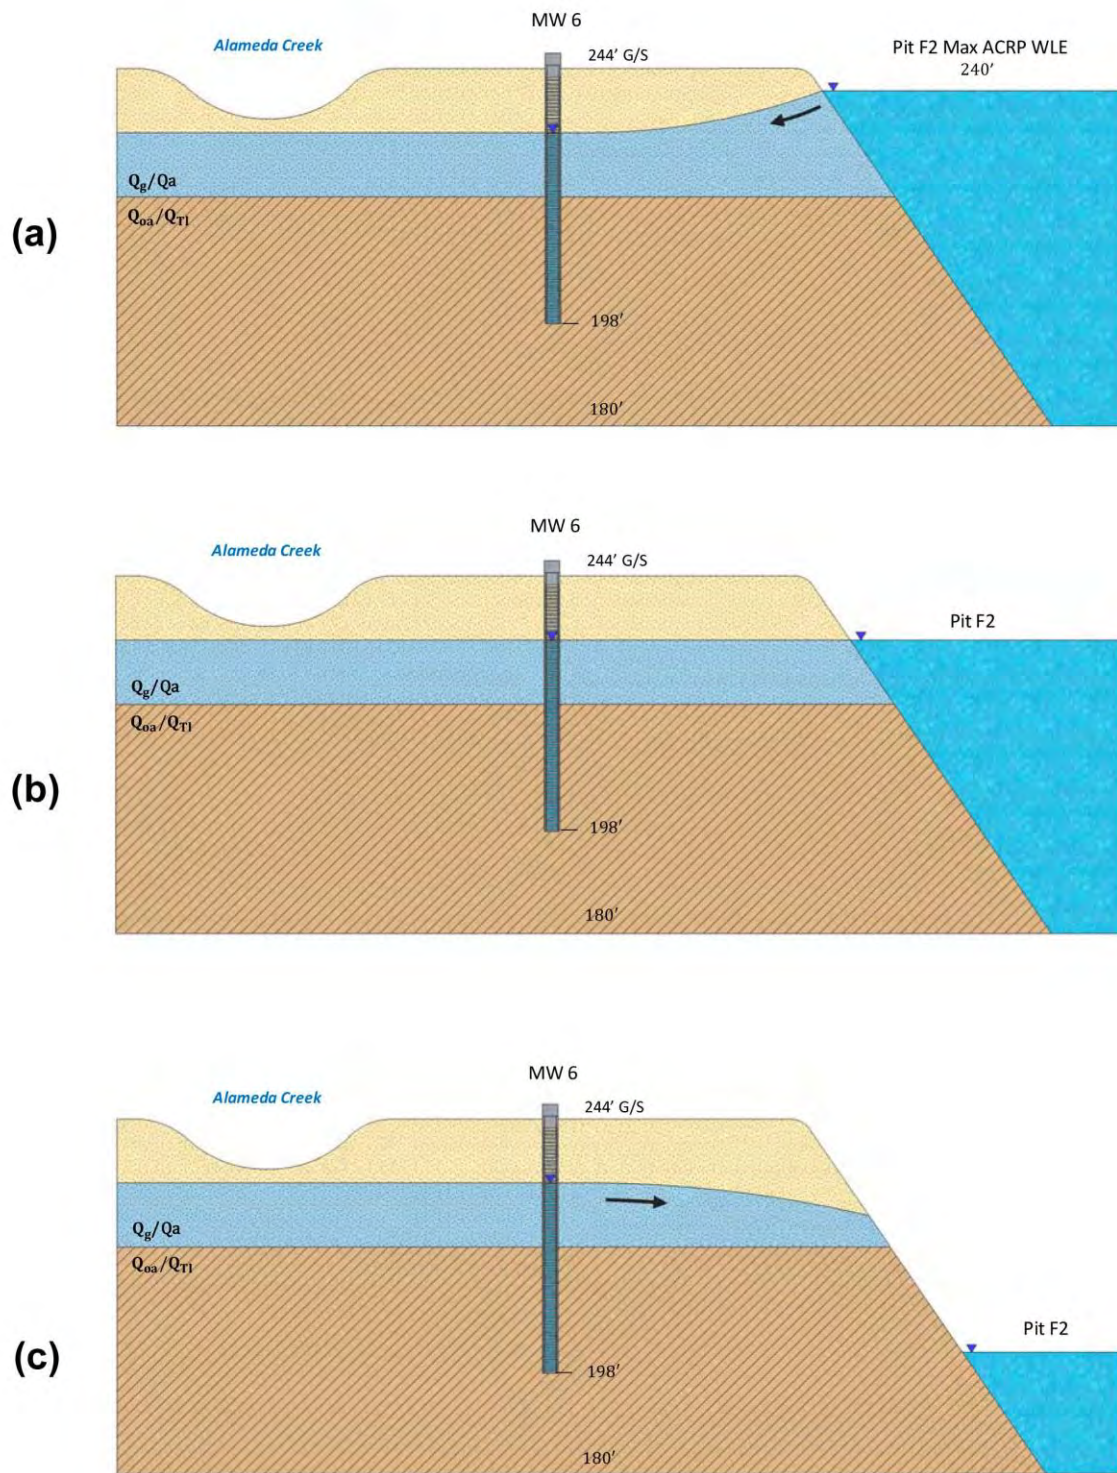 MW 6
Alameda Creek
244' G/S
Pit F2 Max ACRP WLE
240'
Qg/Qa
Qoa/QTl
(a)
198'
180'
MW 6
Alameda Creek
244' G/S
Pit F2
Qg/Qa
Qoa/QTl
(b)
198'
180'
MW 6
Alameda Creek
244' G/S
Qg/Qa
Qoa/QTl
Pit F2
(c)
198'
180'